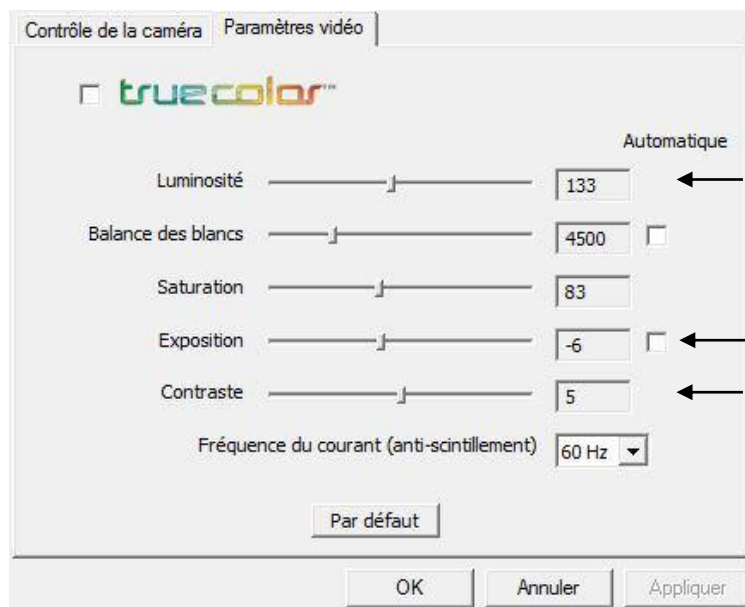 Contrôle de la caméra Paramètres vidéo
truecolor™
Automatique
Luminosité 133
Balance des blancs 4500
Saturation 83
Exposition -6
Contraste 5
Fréquence du courant (anti-scintillement) 60 Hz
Par défaut
OK Annuler Appliquer